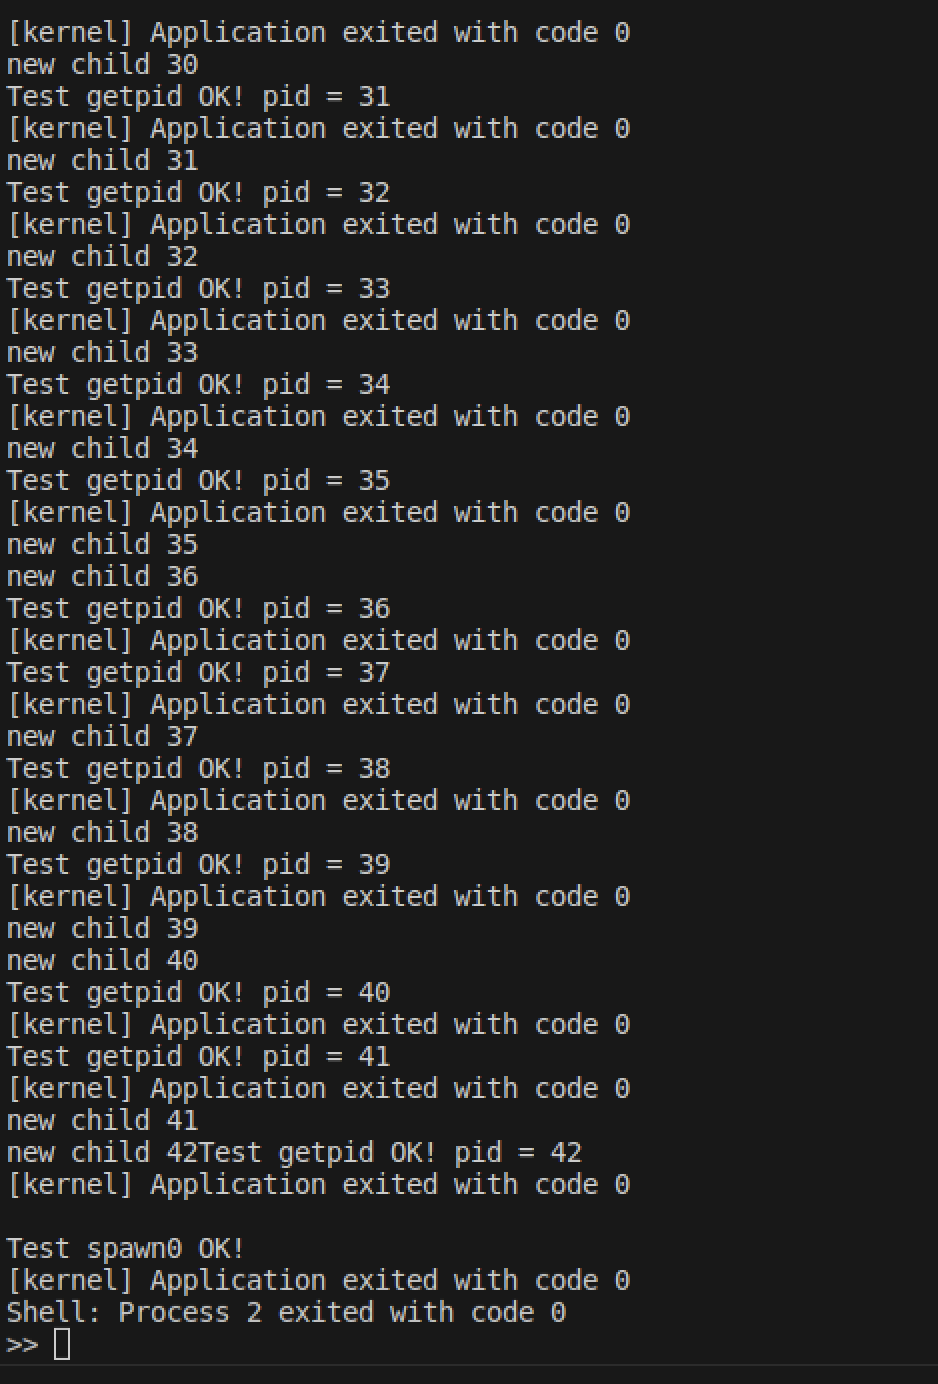 [kernel] Application exited with code 0
new child 30
Test getpid OK! pid = 31
[kernel] Application exited with code 0
new child 31
Test getpid OK! pid = 32
[kernel] Application exited with code 0
new child 32
Test getpid OK! pid = 33
[kernel] Application exited with code 0
new child 33
Test getpid OK! pid = 34
[kernel] Application exited with code 0
new child 34
Test getpid OK! pid = 35
[kernel] Application exited with code 0
new child 35
new child 36
Test getpid OK! pid = 36
[kernel] Application exited with code 0
Test getpid OK! pid = 37
[kernel] Application exited with code 0
new child 37
Test getpid OK! pid = 38
[kernel] Application exited with code 0
new child 38
Test getpid OK! pid = 39
[kernel] Application exited with code 0
new child 39
new child 40
Test getpid OK! pid = 40
[kernel] Application exited with code 0
Test getpid OK! pid = 41
[kernel] Application exited with code 0
new child 41
new child 42Test getpid OK! pid = 42
[kernel] Application exited with code 0

Test spawn0 OK!
[kernel] Application exited with code 0
Shell: Process 2 exited with code 0
>>